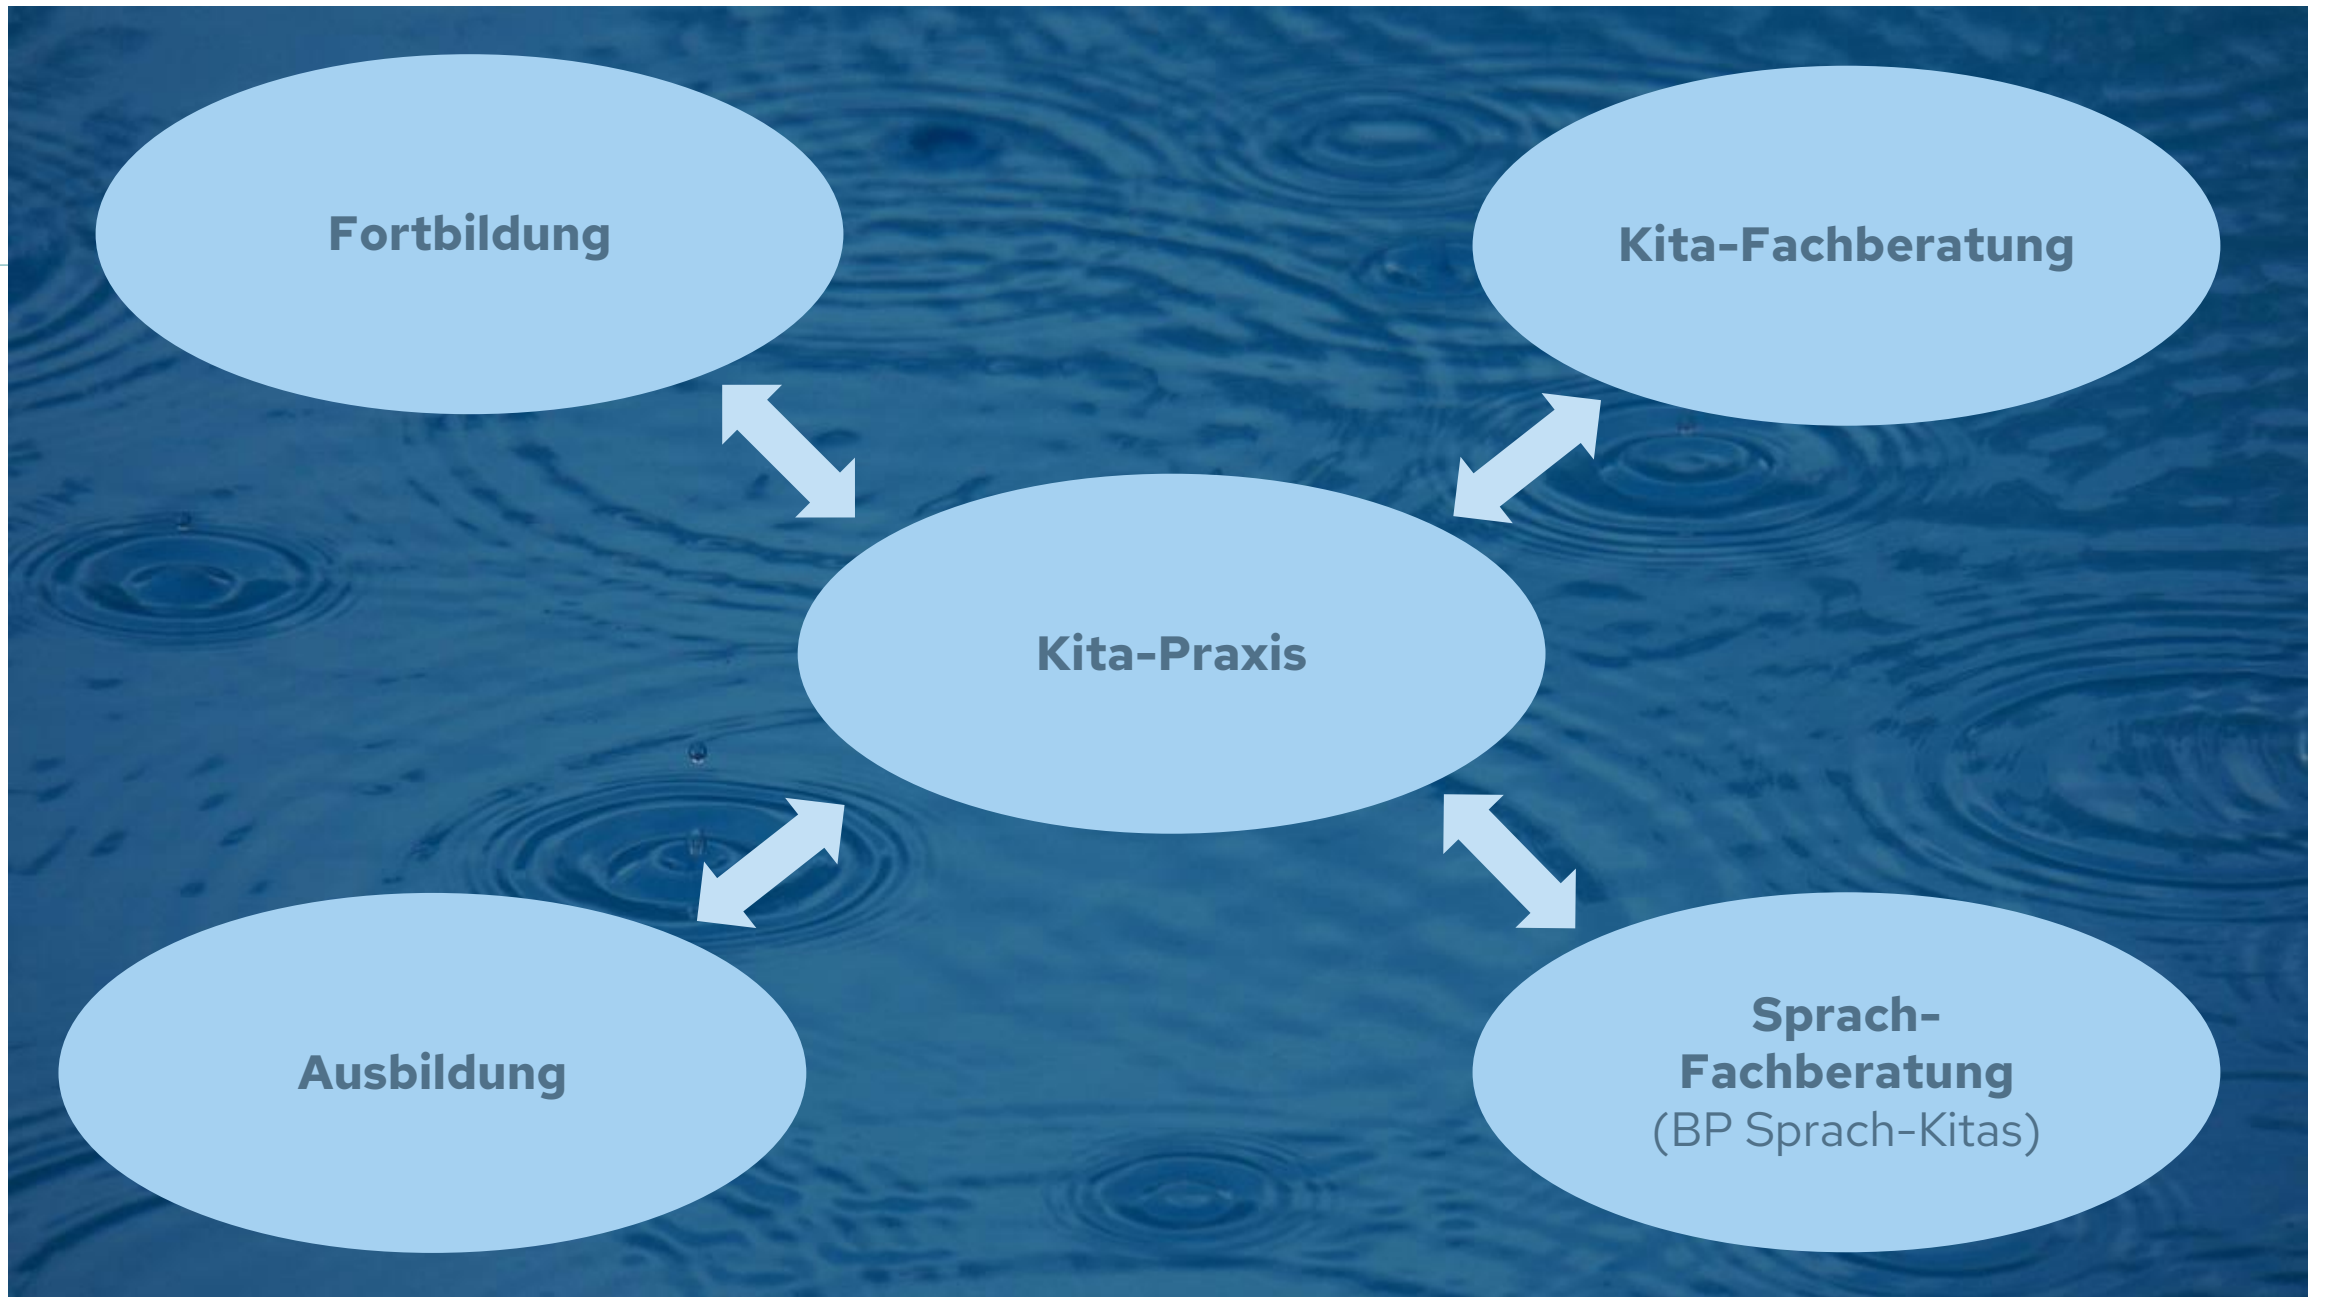 Fortbildung
Kita-Fachberatung
Kita-Praxis
Ausbildung
Sprach-
Fachberatung
(BP Sprach-Kitas)